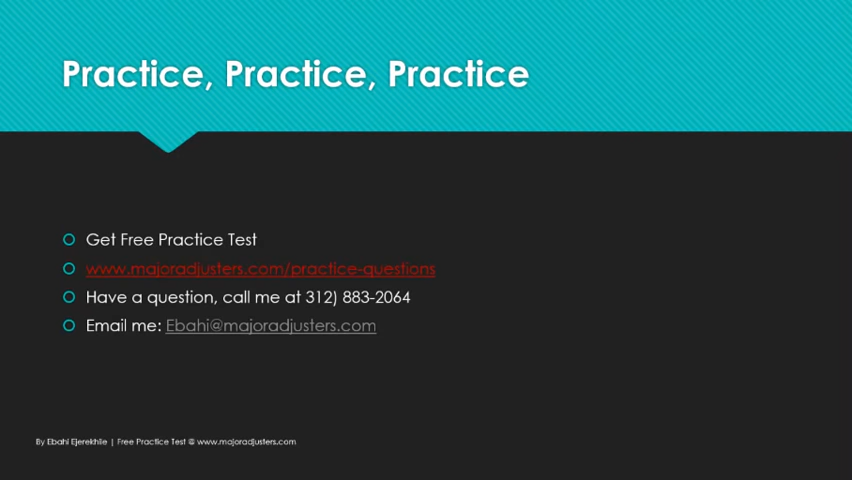 Practice, Practice, Practice
Get Free Practice Test
www.majoradjusters.com/practice-questions
Have a question, call me at 312) 883-2064
Email me: Ebahi@majoradjusters.com
By Ebahi Ejerekhile | Free Practice Test @ www.majoradjusters.com